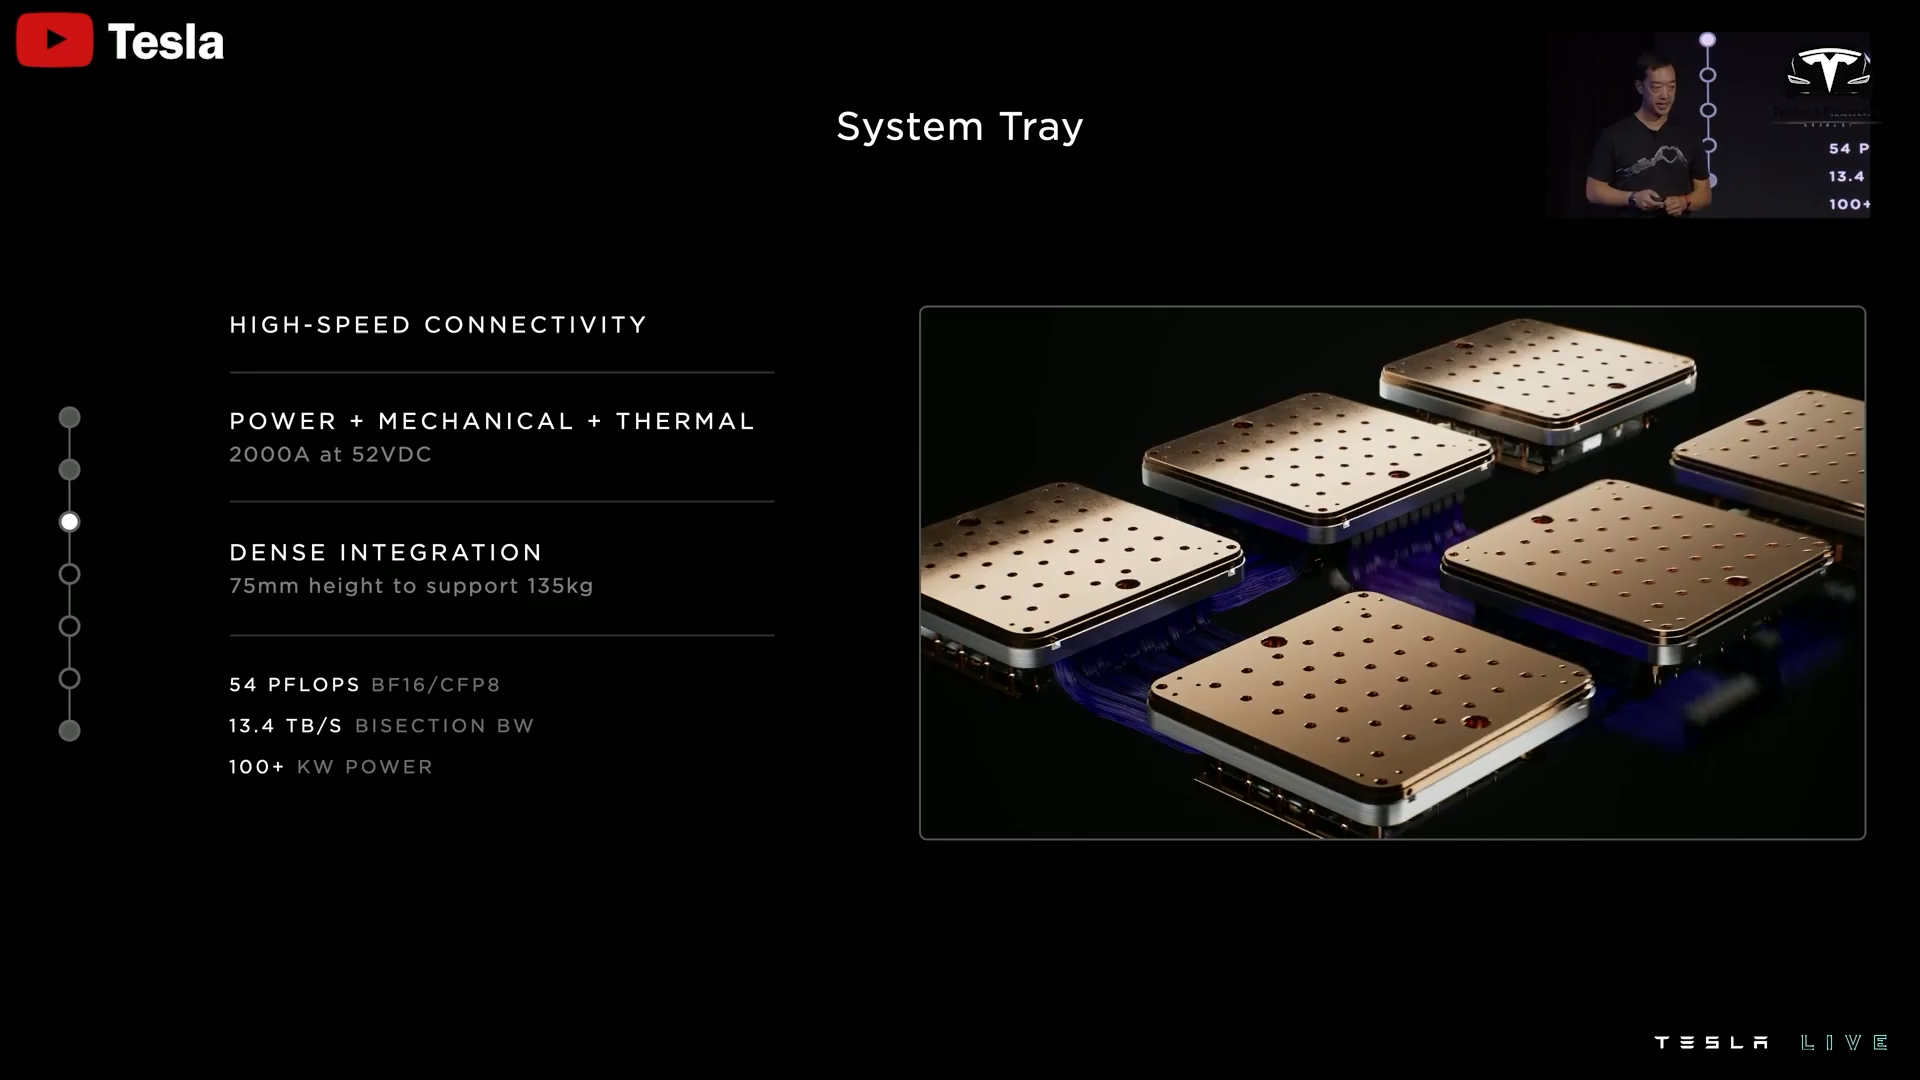 Tesla
System Tray
54 P
13.4
100+
HIGH-SPEED CONNECTIVITY
POWER + MECHANICAL + THERMAL
2000A at 52VDC
DENSE INTEGRATION
75mm height to support 135kg
54 PFLOPS BF16/CFP8
13.4 TB/S BISECTION BW
100+ KW POWER
TESLA LIVE